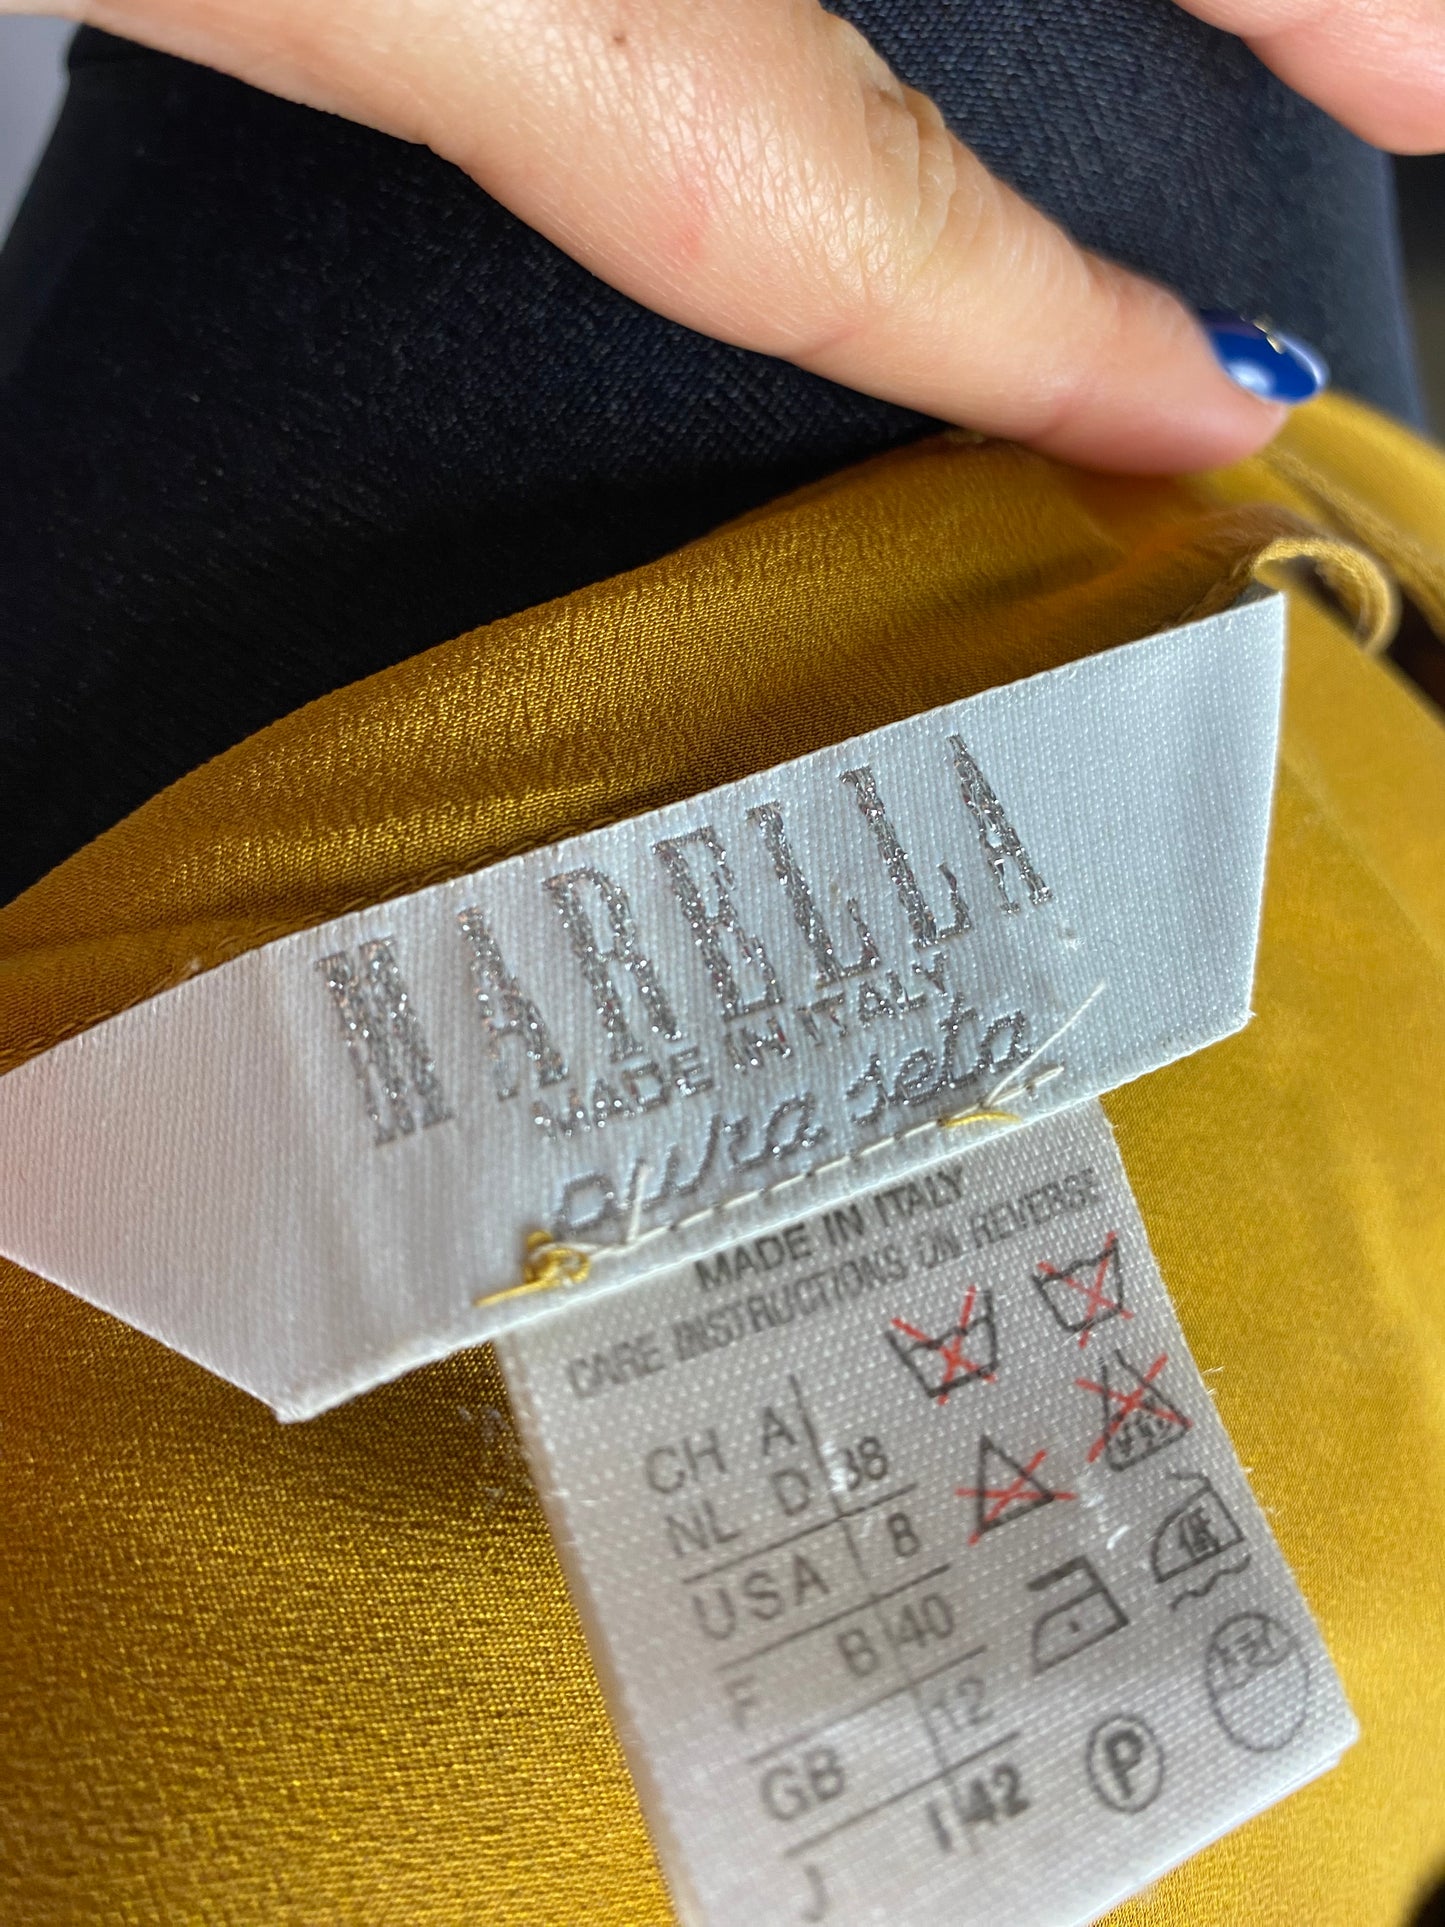 MARELLA
MADE IN ITALY
pura seta
MADE IN ITALY
CARE INSTRUCTIONS ON REVERSE
CH A
NL D 38
USA 8
F B 40
GB 12
J I 42
P